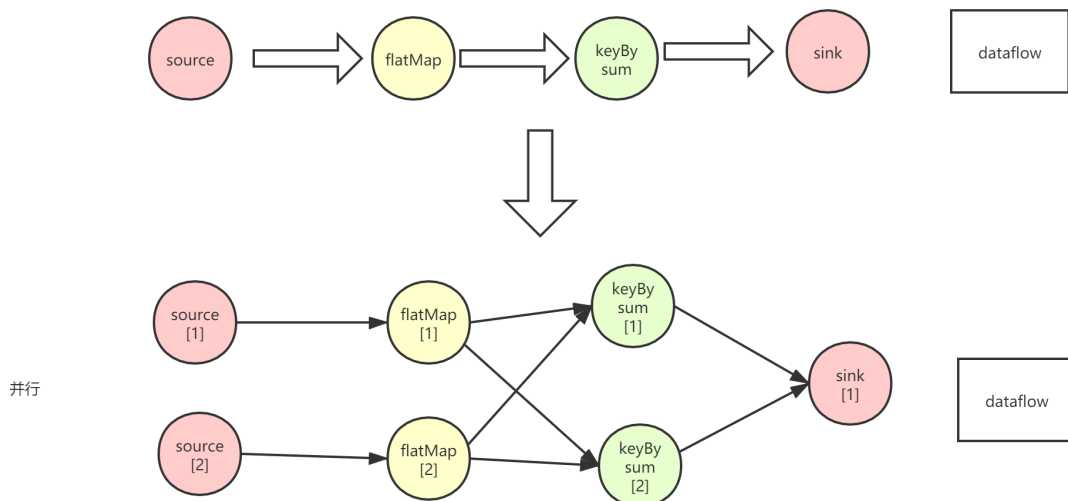 source
flatMap
keyBy
sum
sink
dataflow
source
[1]
flatMap
[1]
keyBy
sum
[1]
并行
sink
[1]
dataflow
source
[2]
flatMap
[2]
keyBy
sum
[2]